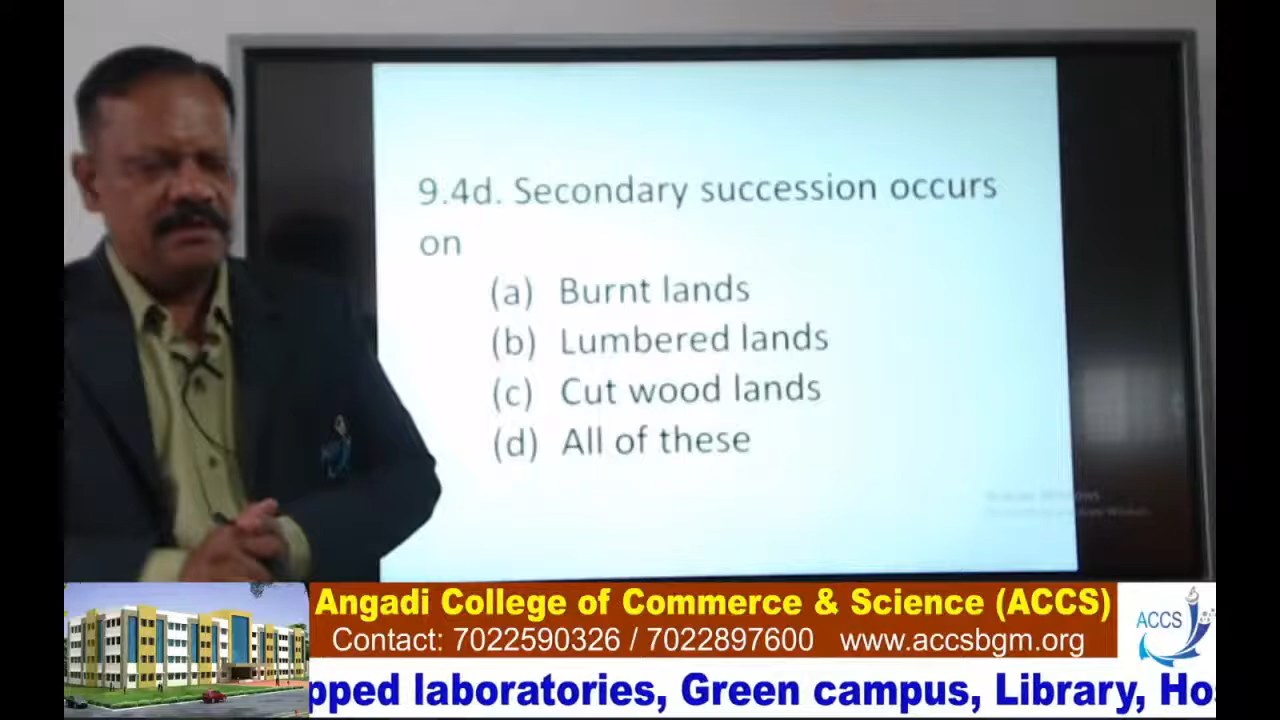 9.4d. Secondary succession occurs
on
(a) Burnt lands
(b) Lumbered lands
(c) Cut wood lands
(d) All of these
Angadi College of Commerce & Science (ACCS)
Contact: 7022590326 / 7022897600 www.accsbgm.org
ACCS
pped laboratories, Green campus, Library, Ho